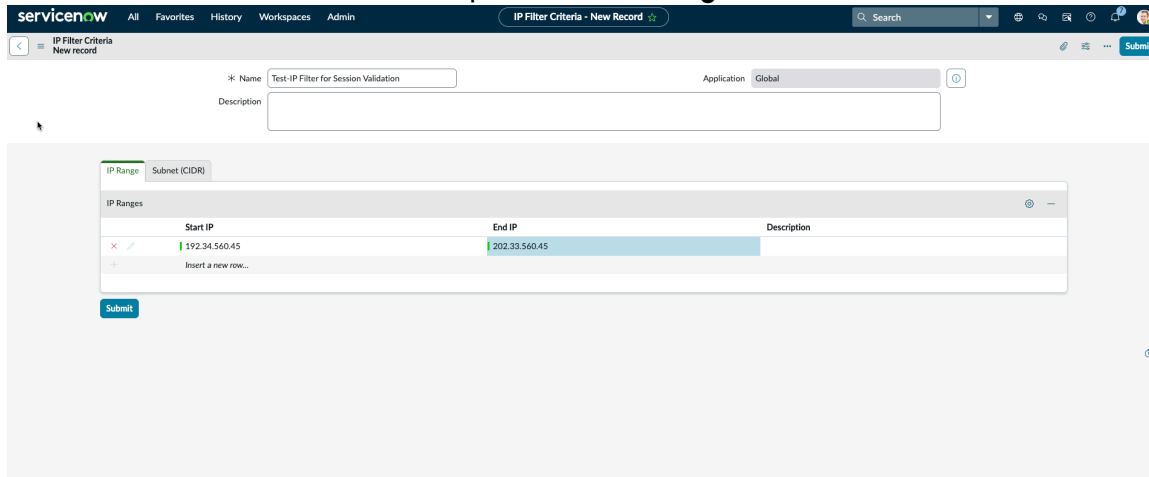 servicenow All Favorites History Workspaces Admin IP Filter Criteria - New Record Search 7
IP Filter Criteria
New record
Submi
Name Test-IP Filter for Session Validation Application Global
Description
IP Range Subnet (CIDR)
IP Ranges
Start IP End IP Description
192.34.560.45 202.33.560.45
Insert a new row...
Submit